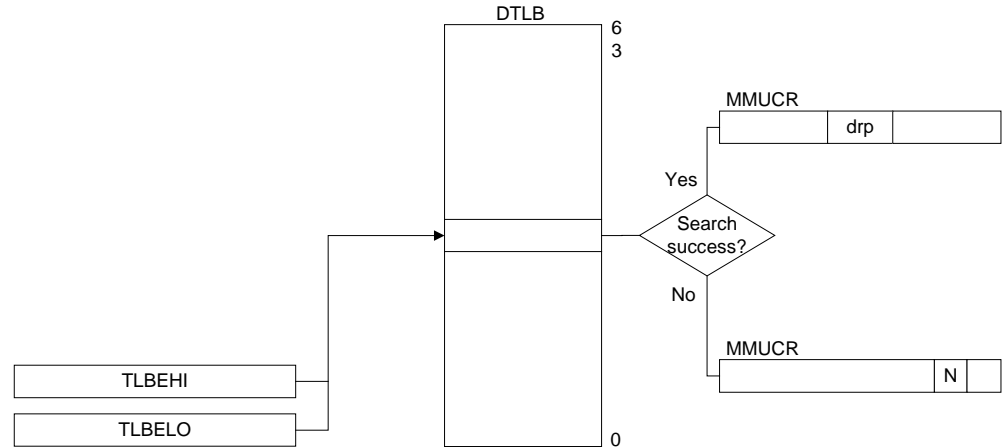 DTLB
6
3
MMUCR
drp
Yes
Search
success?
No
MMUCR
N
TLBEHI
TLBELO
0